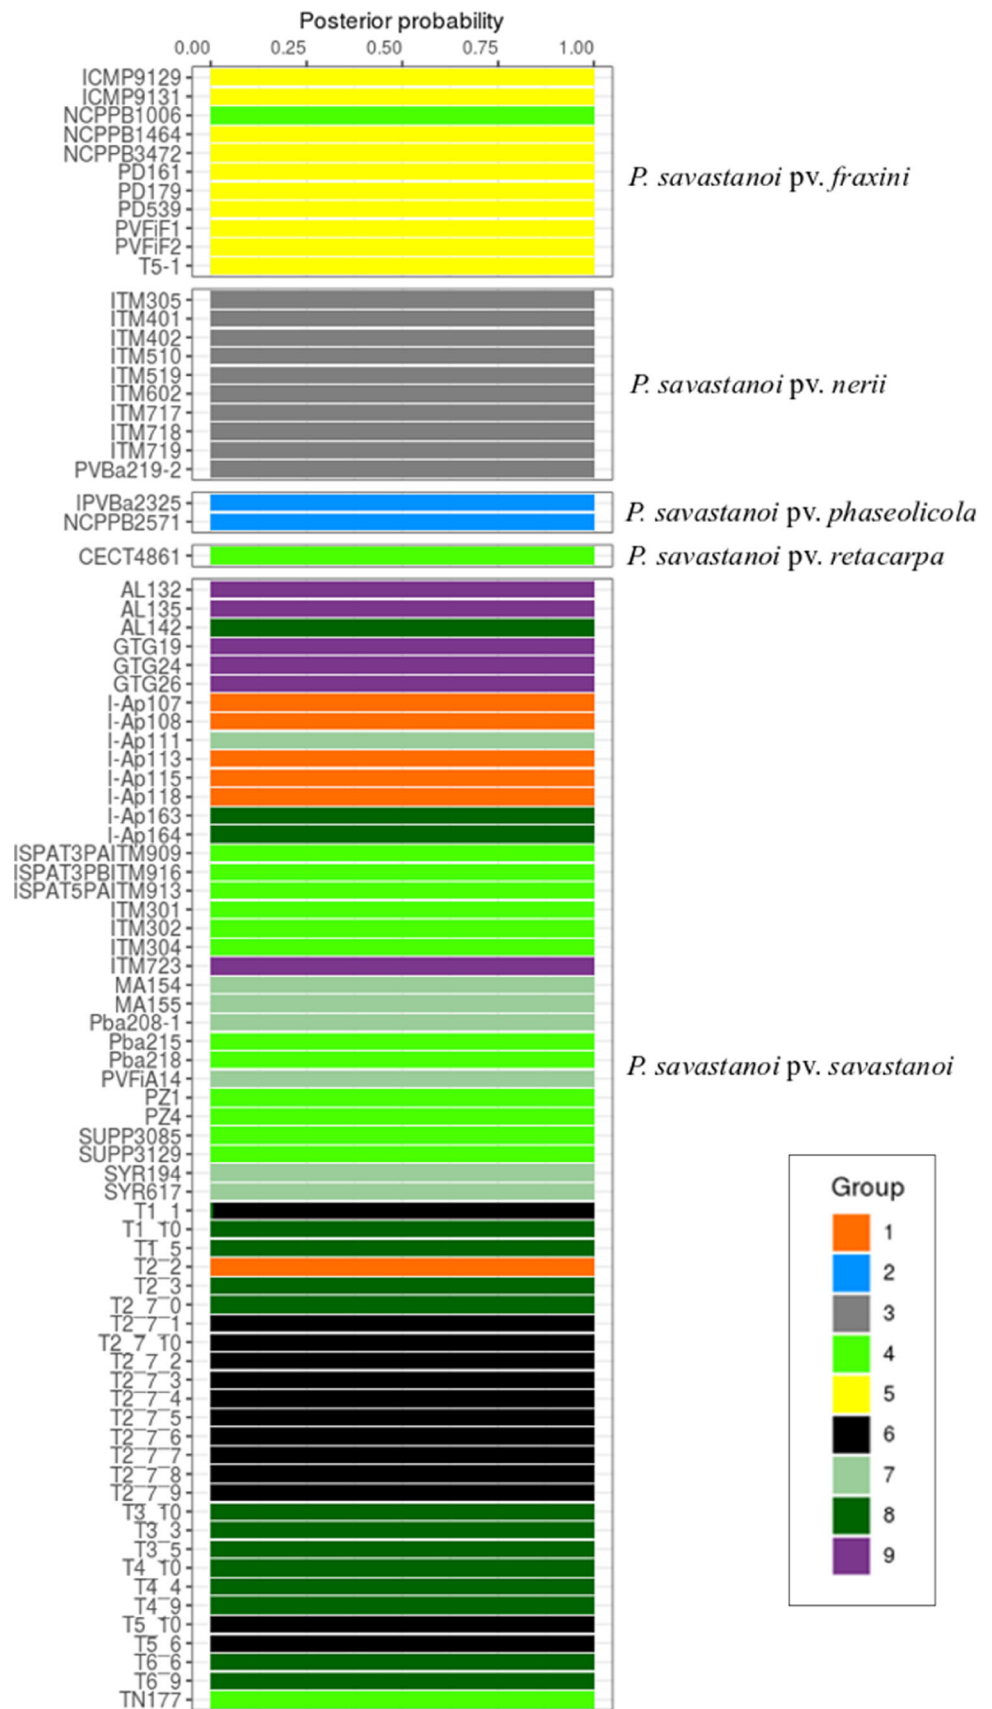 Posterior probability
0.00 0.25 0.50 0.75 1.00
ICMP9129
ICMP9131
NCPPB1006
NCPPB1464
NCPPB3472
PD161
PD179
PD539
PVFiF1
PVFiF2
T5-1
P. savastanoi pv. fraxini
ITM305
ITM401
ITM402
ITM510
ITM519
ITM602
ITM717
ITM718
ITM719
PVBa219-2
P. savastanoi pv. nerii
IPVBa2325
NCPPB2571
P. savastanoi pv. phaseolicola
CECT4861
P. savastanoi pv. retacarpa
AL132
AL135
AL142
GTG19
GTG24
GTG26
I-Ap107
I-Ap108
I-Ap111
I-Ap113
I-Ap115
I-Ap118
I-Ap163
I-Ap164
ISPAT3PAITM909
ISPAT3PBITM916
ISPAT5PAITM913
ITM301
ITM302
ITM304
ITM723
MA154
MA155
Pba208-1
Pba215
Pba218
PVFiA14
PZ1
PZ4
SUPP3085
SUPP3129
SYR194
SYR617
T1_1
T1_10
T1_5
T2_2
T2_3
T2_7_0
T2_7_1
T2_7_10
T2_7_2
T2_7_3
T2_7_4
T2_7_5
T2_7_6
T2_7_7
T2_7_8
T2_7_9
T3_10
T3_3
T3_5
T4_10
T4_4
T4_9
T5_10
T5_6
T6_6
T6_9
TN177
P. savastanoi pv. savastanoi
Group
1
2
3
4
5
6
7
8
9